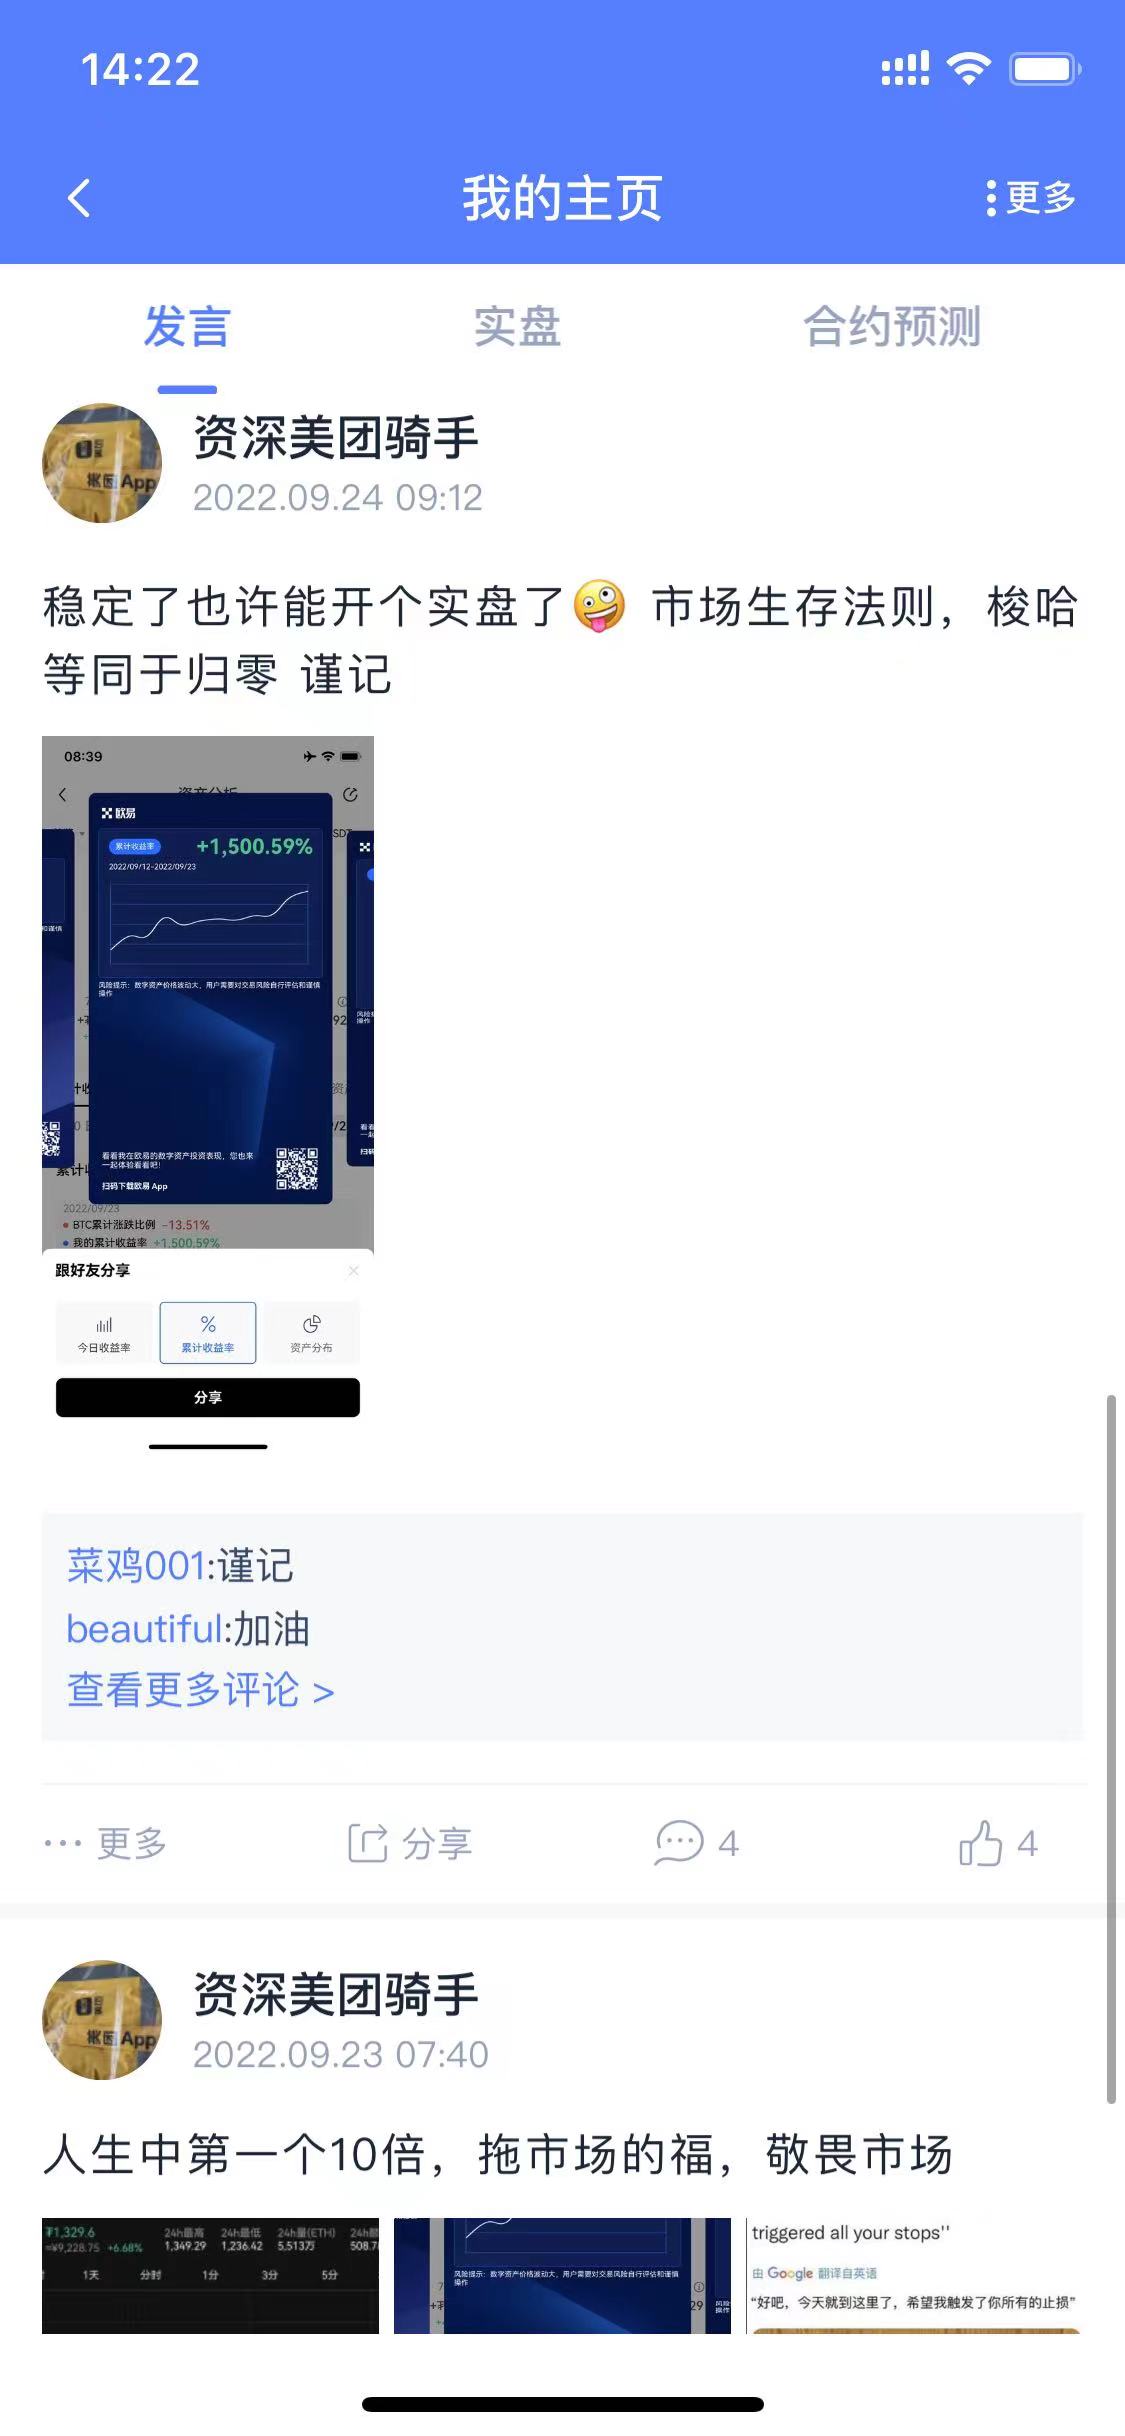 14:22
我的主页
更多
发言
实盘
合约预测
资深美团骑手
2022.09.24 09:12
稳定了也许能开个实盘了🤪 市场生存法则，梭哈
等同于归零 谨记
08:39
欧易
累计收益率
+1,500.59%
2022/09/12-2022/09/23
风险提示：数字资产价格波动大，用户需要对交易风险自行评估和谨慎
操作
看看我在欧易的数字资产投资表现，您也来
一起体验看看吧！
扫码下载欧易 App
2022/09/23
BTC累计涨跌比例 -13.51%
我的累计收益率 +1,500.59%
跟好友分享
今日收益率
累计收益率
资产分布
分享
菜鸡001:谨记
beautiful:加油
查看更多评论 >
更多
分享
4
4
资深美团骑手
2022.09.23 07:40
人生中第一个10倍，拖市场的福，敬畏市场
₮1,329.6
≈¥9,228.75 +6.68%
24h最高
1,349.29
24h最低
1,236.42
24h量(ETH)
5,513万
1天
分时
1分
3分
5分
风险提示：数字资产价格波动大，用户需要对交易风险自行评估和谨慎
操作
triggered all your stops''
由 Google 翻译自英语
“好吧，今天就到这里了，希望我触发了你所有的止损”